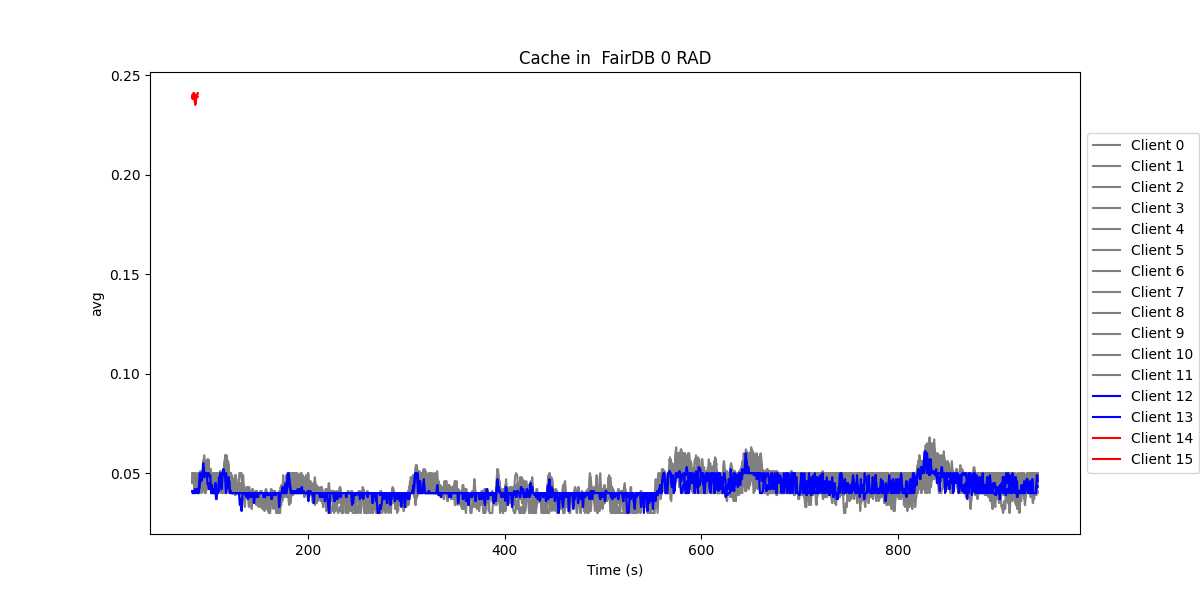 Cache in  FairDB 0 RAD
0.25
0.20
0.15
0.10
0.05
avg
200
400
600
800
Time (s)
Client 0
Client 1
Client 2
Client 3
Client 4
Client 5
Client 6
Client 7
Client 8
Client 9
Client 10
Client 11
Client 12
Client 13
Client 14
Client 15